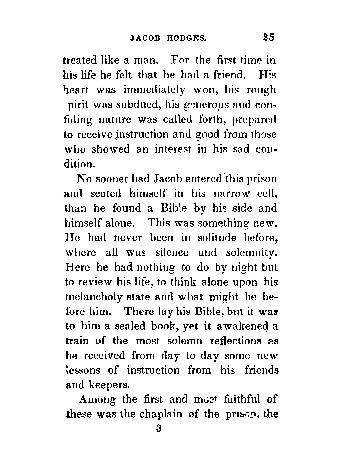 JACOB HODGES. 25
treated like a man. For the first time in
his life he felt that he had a friend. His
heart was immediately won, his rough
spirit was subdued, his generous and con-
fiding nature was called forth, prepared
to receive instruction and good from those
who showed an interest in his sad con-
dition.
No sooner had Jacob entered this prison
and seated himself in his narrow cell,
than he found a Bible by his side and
himself alone. This was something new.
He had never been in solitude before,
where all was silence and solemnity.
Here he had nothing to do by night but
to review his life, to think alone upon his
melancholy state and what might be be-
fore him. There lay his Bible, but it was
to him a sealed book, yet it awakened a
train of the most solemn reflections as
he received from day to day some new
lessons of instruction from his friends
and keepers.
Among the first and most faithful of
these was the chaplain of the prison, the
3